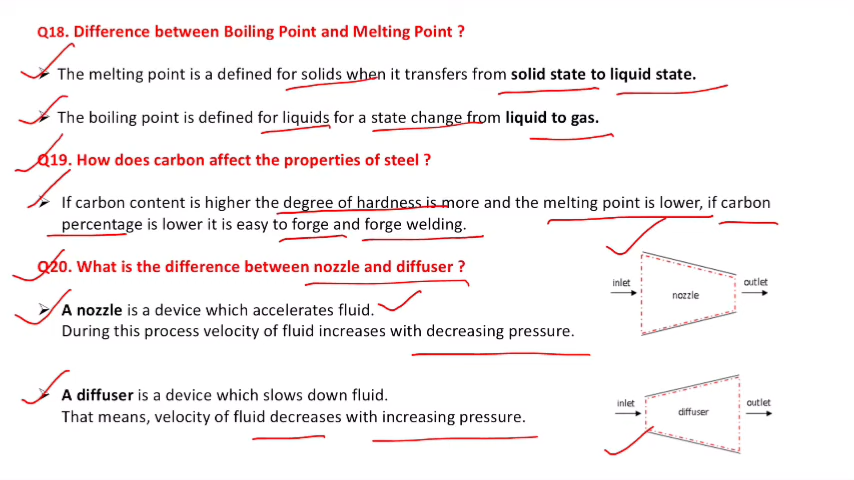 Q18. Difference between Boiling Point and Melting Point ?
The melting point is a defined for solids when it transfers from solid state to liquid state.
The boiling point is defined for liquids for a state change from liquid to gas.
Q19. How does carbon affect the properties of steel ?
If carbon content is higher the degree of hardness is more and the melting point is lower, if carbon
percentage is lower it is easy to forge and forge welding.
Q20. What is the difference between nozzle and diffuser ?
A nozzle is a device which accelerates fluid.
During this process velocity of fluid increases with decreasing pressure.
inlet
nozzle
outlet
A diffuser is a device which slows down fluid.
That means, velocity of fluid decreases with increasing pressure.
inlet
diffuser
outlet